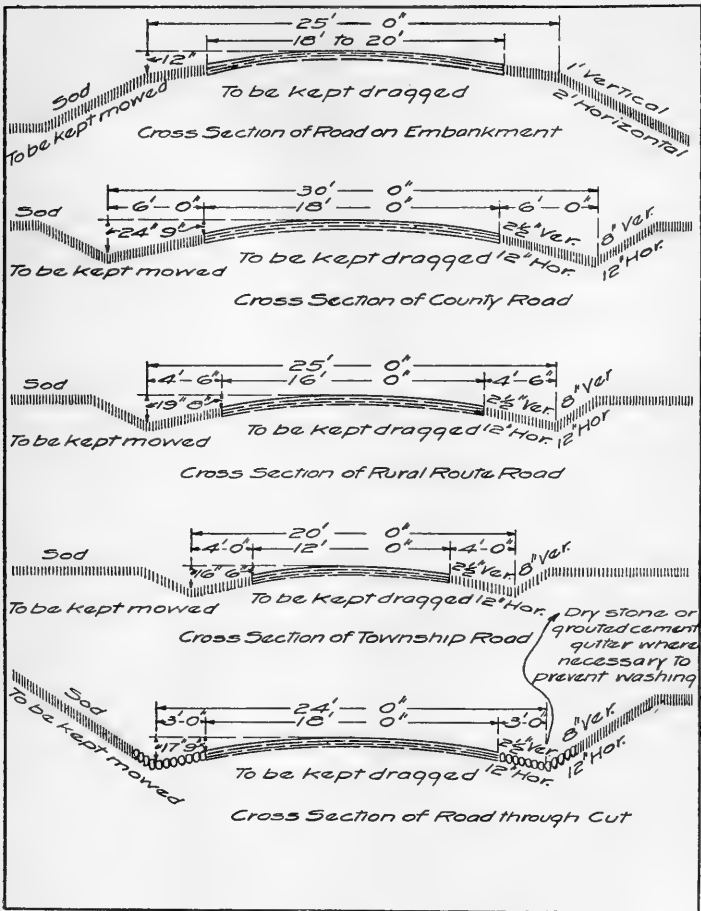 25' 0"
18' to 20'
12"
Sod
To be kept mowed
To be kept dragged
1' Vertical
2' Horizontal
Cross Section of Road on Embankment
30' 0"
6'-0" 18' 0" 6'-0"
Sod
24" 9"
2½" Ver.
12" Hor.
8" Ver.
12" Hor.
To be kept mowed
To be kept dragged
Cross Section of County Road
25' 0"
4'-6" 16' 0" 4'-6"
Sod
19" 8"
2½" Ver.
12" Hor.
8" Ver
12" Hor
To be kept mowed
To be kept dragged
Cross Section of Rural Route Road
20' 0"
4'-0" 12' 0" 4'-0"
Sod
16" 6"
2½" Ver.
12" Hor.
8" Ver.
To be kept mowed
To be kept dragged
Cross Section of Township Road
Dry stone or
grouted cement
gutter where
necessary to
prevent washing
24' 0"
3'-0" 18' 0" 3'-0"
Sod
To be kept mowed
17" 9"
2½" Ver
12" Hor.
8" Ver.
12" Hor.
To be kept dragged
Cross Section of Road through Cut